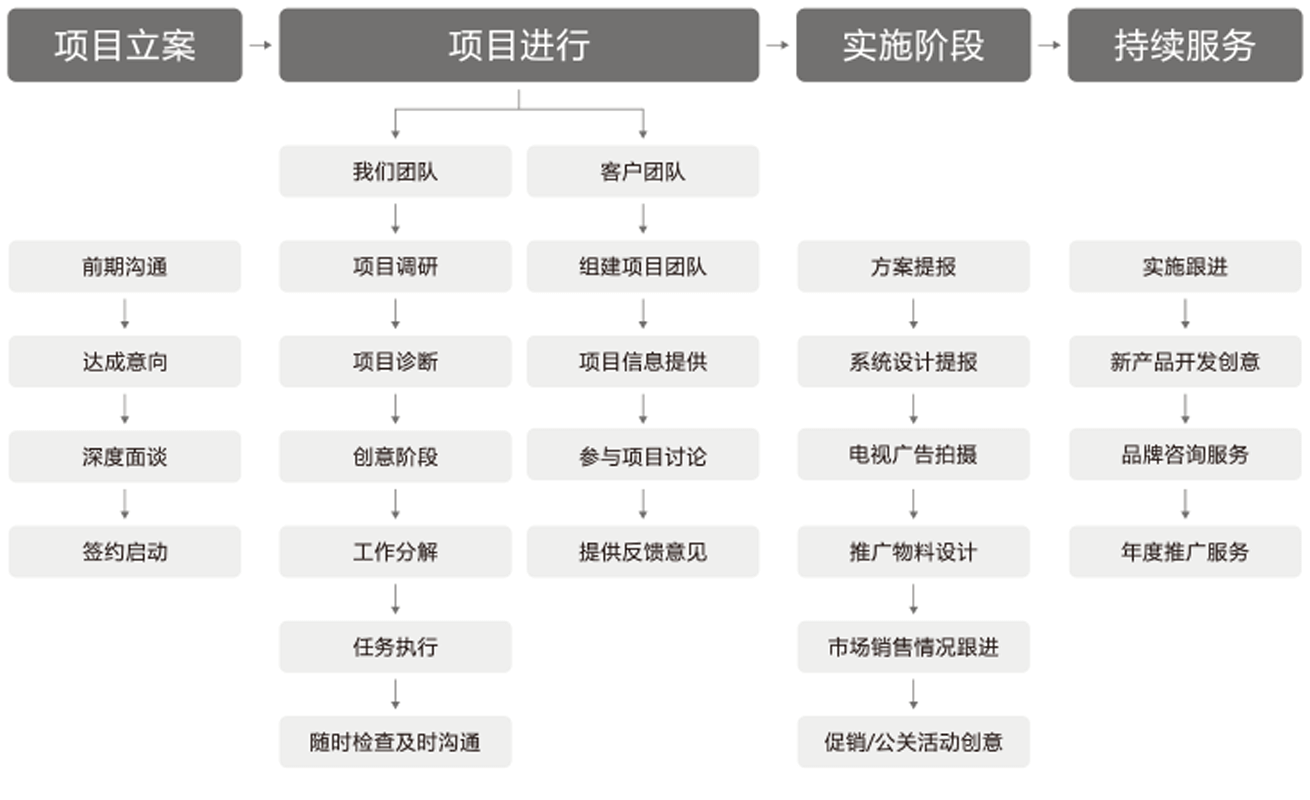 项目立案
项目进行
实施阶段
持续服务
我们团队
客户团队
前期沟通
项目调研
组建项目团队
方案提报
实施跟进
达成意向
项目诊断
项目信息提供
系统设计提报
新产品开发创意
深度面谈
创意阶段
参与项目讨论
电视广告拍摄
品牌咨询服务
签约启动
工作分解
提供反馈意见
推广物料设计
年度推广服务
任务执行
市场销售情况跟进
随时检查及时沟通
促销/公关活动创意